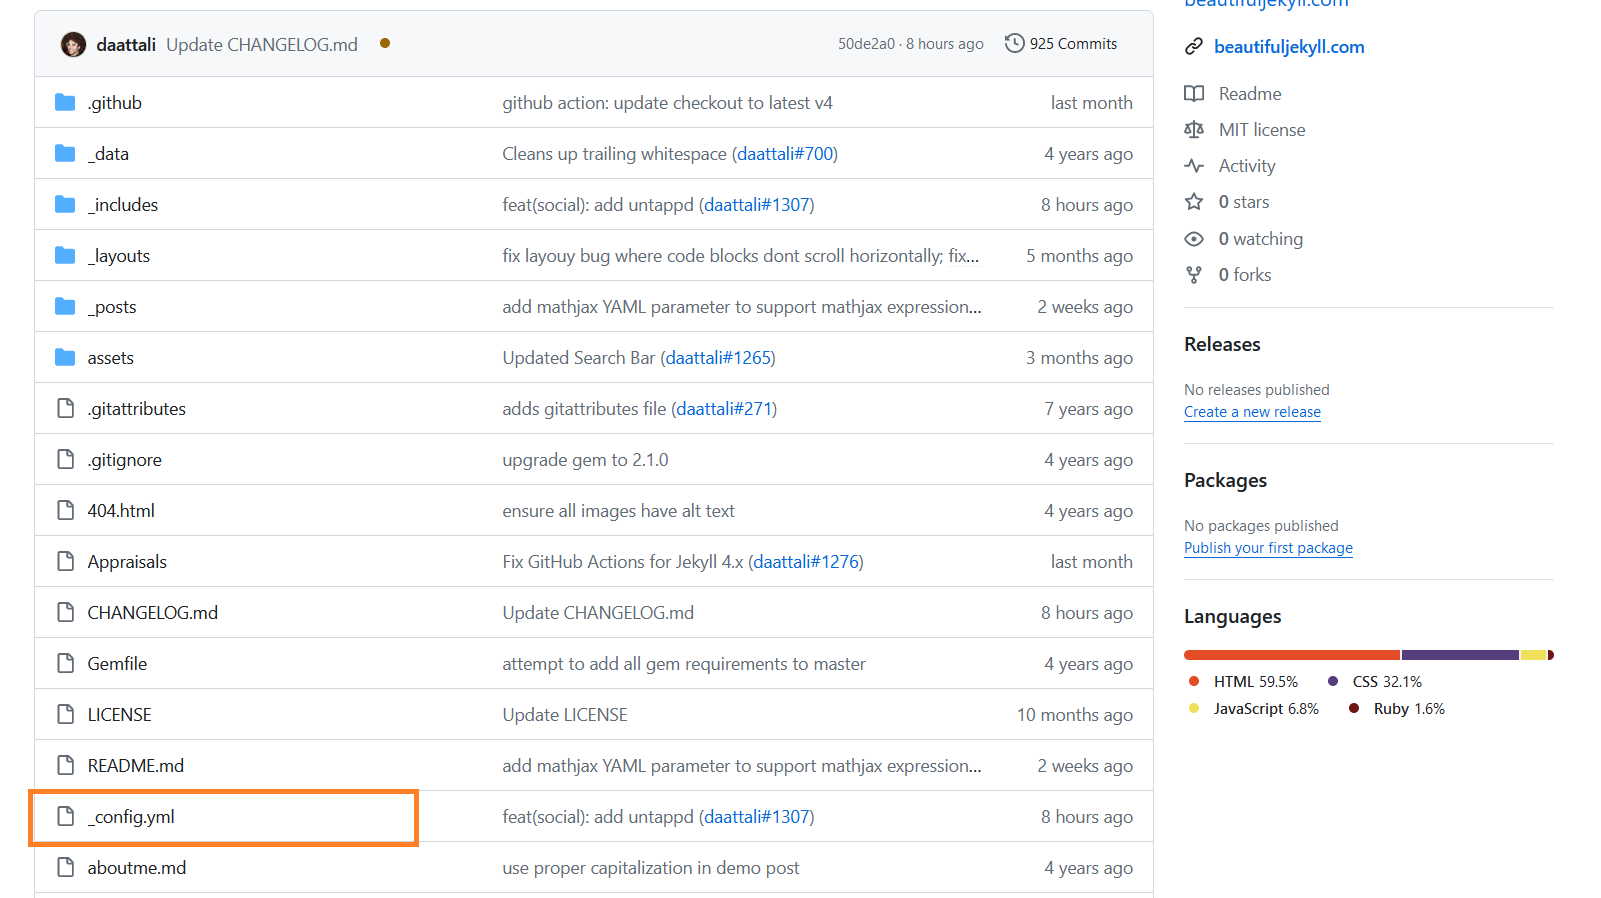 daattali Update CHANGELOG.md 50de2a0 · 8 hours ago 925 Commits
.github github action: update checkout to latest v4 last month
_data Cleans up trailing whitespace (daattali#700) 4 years ago
_includes feat(social): add untappd (daattali#1307) 8 hours ago
_layouts fix layouy bug where code blocks dont scroll horizontally; fix... 5 months ago
_posts add mathjax YAML parameter to support mathjax expression... 2 weeks ago
assets Updated Search Bar (daattali#1265) 3 months ago
.gitattributes adds gitattributes file (daattali#271) 7 years ago
.gitignore upgrade gem to 2.1.0 4 years ago
404.html ensure all images have alt text 4 years ago
Appraisals Fix GitHub Actions for Jekyll 4.x (daattali#1276) last month
CHANGELOG.md Update CHANGELOG.md 8 hours ago
Gemfile attempt to add all gem requirements to master 4 years ago
LICENSE Update LICENSE 10 months ago
README.md add mathjax YAML parameter to support mathjax expression... 2 weeks ago
_config.yml feat(social): add untappd (daattali#1307) 8 hours ago
aboutme.md use proper capitalization in demo post 4 years ago
beautifuljekyll.com
beautifuljekyll.com
Readme
MIT license
Activity
0 stars
0 watching
0 forks
Releases
No releases published
Create a new release
Packages
No packages published
Publish your first package
Languages
HTML 59.5% CSS 32.1%
JavaScript 6.8% Ruby 1.6%